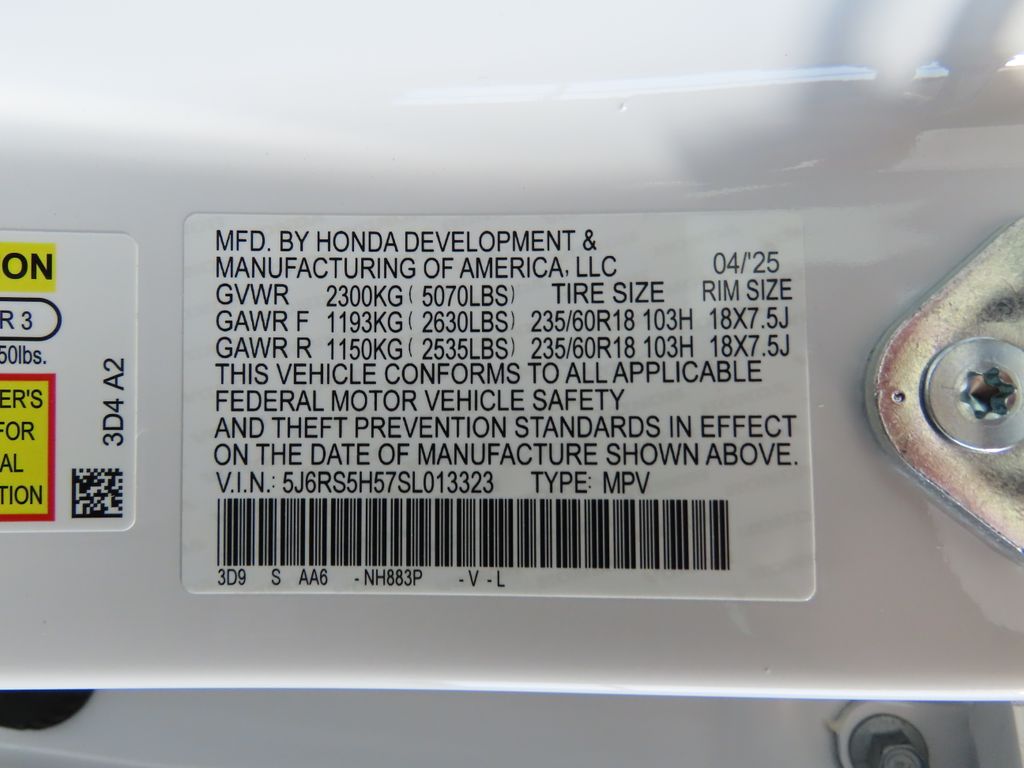 ON
R 3
50lbs.
ER'S
FOR
AL
TION
3D4 A2
MFD. BY HONDA DEVELOPMENT &
MANUFACTURING OF AMERICA, LLC 04/'25
GVWR 2300KG ( 5070LBS) TIRE SIZE RIM SIZE
GAWR F 1193KG ( 2630LBS) 235/60R18 103H 18X7.5J
GAWR R 1150KG ( 2535LBS) 235/60R18 103H 18X7.5J
THIS VEHICLE CONFORMS TO ALL APPLICABLE
FEDERAL MOTOR VEHICLE SAFETY
AND THEFT PREVENTION STANDARDS IN EFFECT
ON THE DATE OF MANUFACTURE SHOWN ABOVE.
V.I.N.: 5J6RS5H57SL013323 TYPE: MPV
3D9 S AA6 -NH883P -V-L